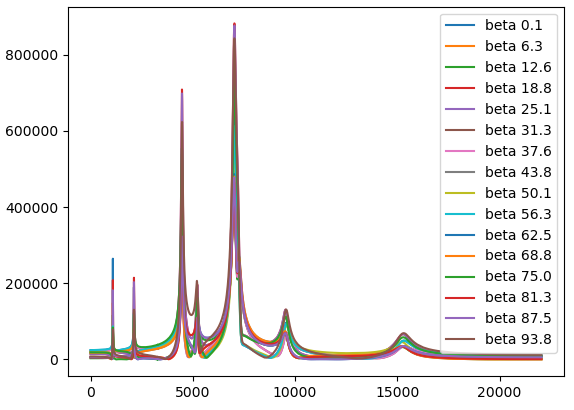 800000
600000
400000
200000
0
0
5000
10000
15000
20000
beta 0.1
beta 6.3
beta 12.6
beta 18.8
beta 25.1
beta 31.3
beta 37.6
beta 43.8
beta 50.1
beta 56.3
beta 62.5
beta 68.8
beta 75.0
beta 81.3
beta 87.5
beta 93.8